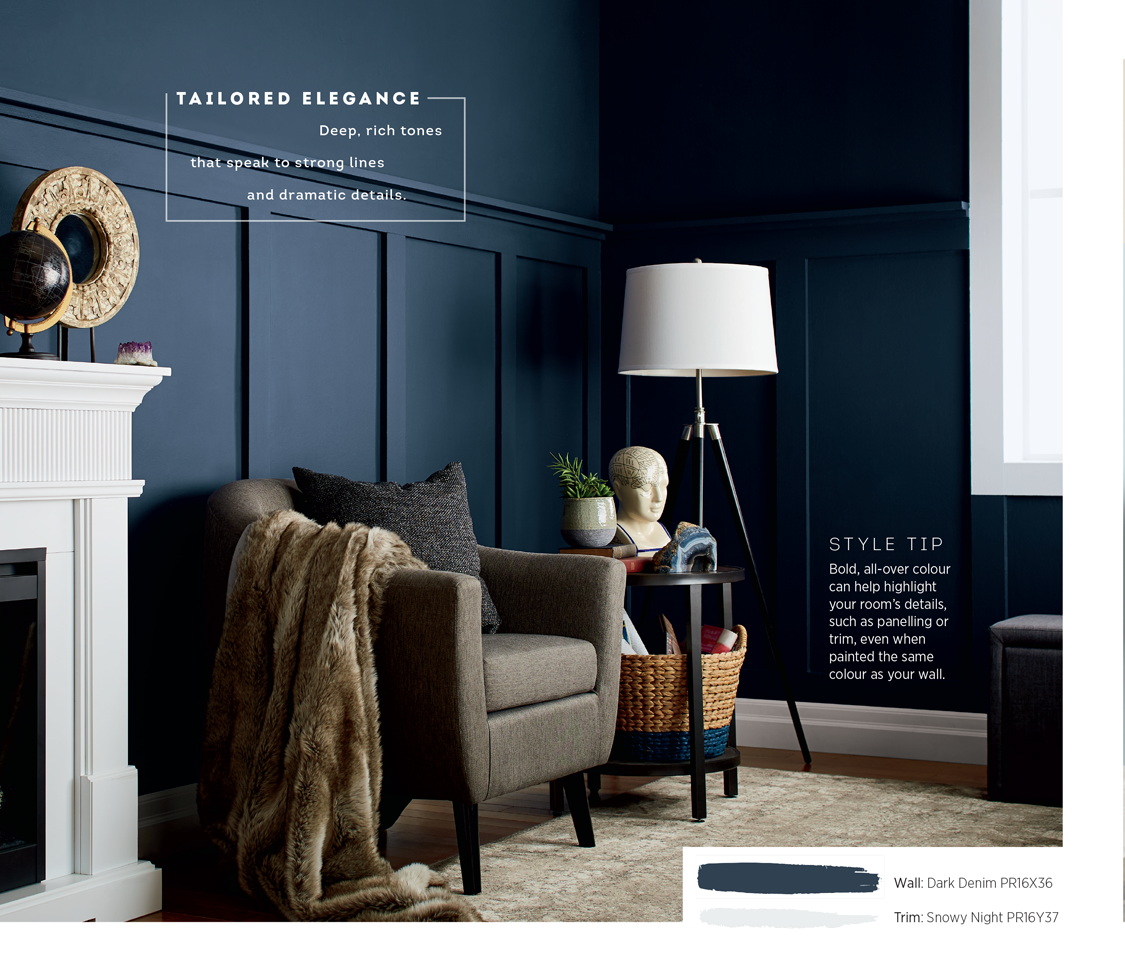 TAILORED ELEGANCE
Deep, rich tones
that speak to strong lines
and dramatic details.
STYLE TIP
Bold, all-over colour
can help highlight
your room's details,
such as panelling or
trim, even when
painted the same
colour as your wall.
Wall: Dark Denim PR16X36
Trim: Snowy Night PR16Y37